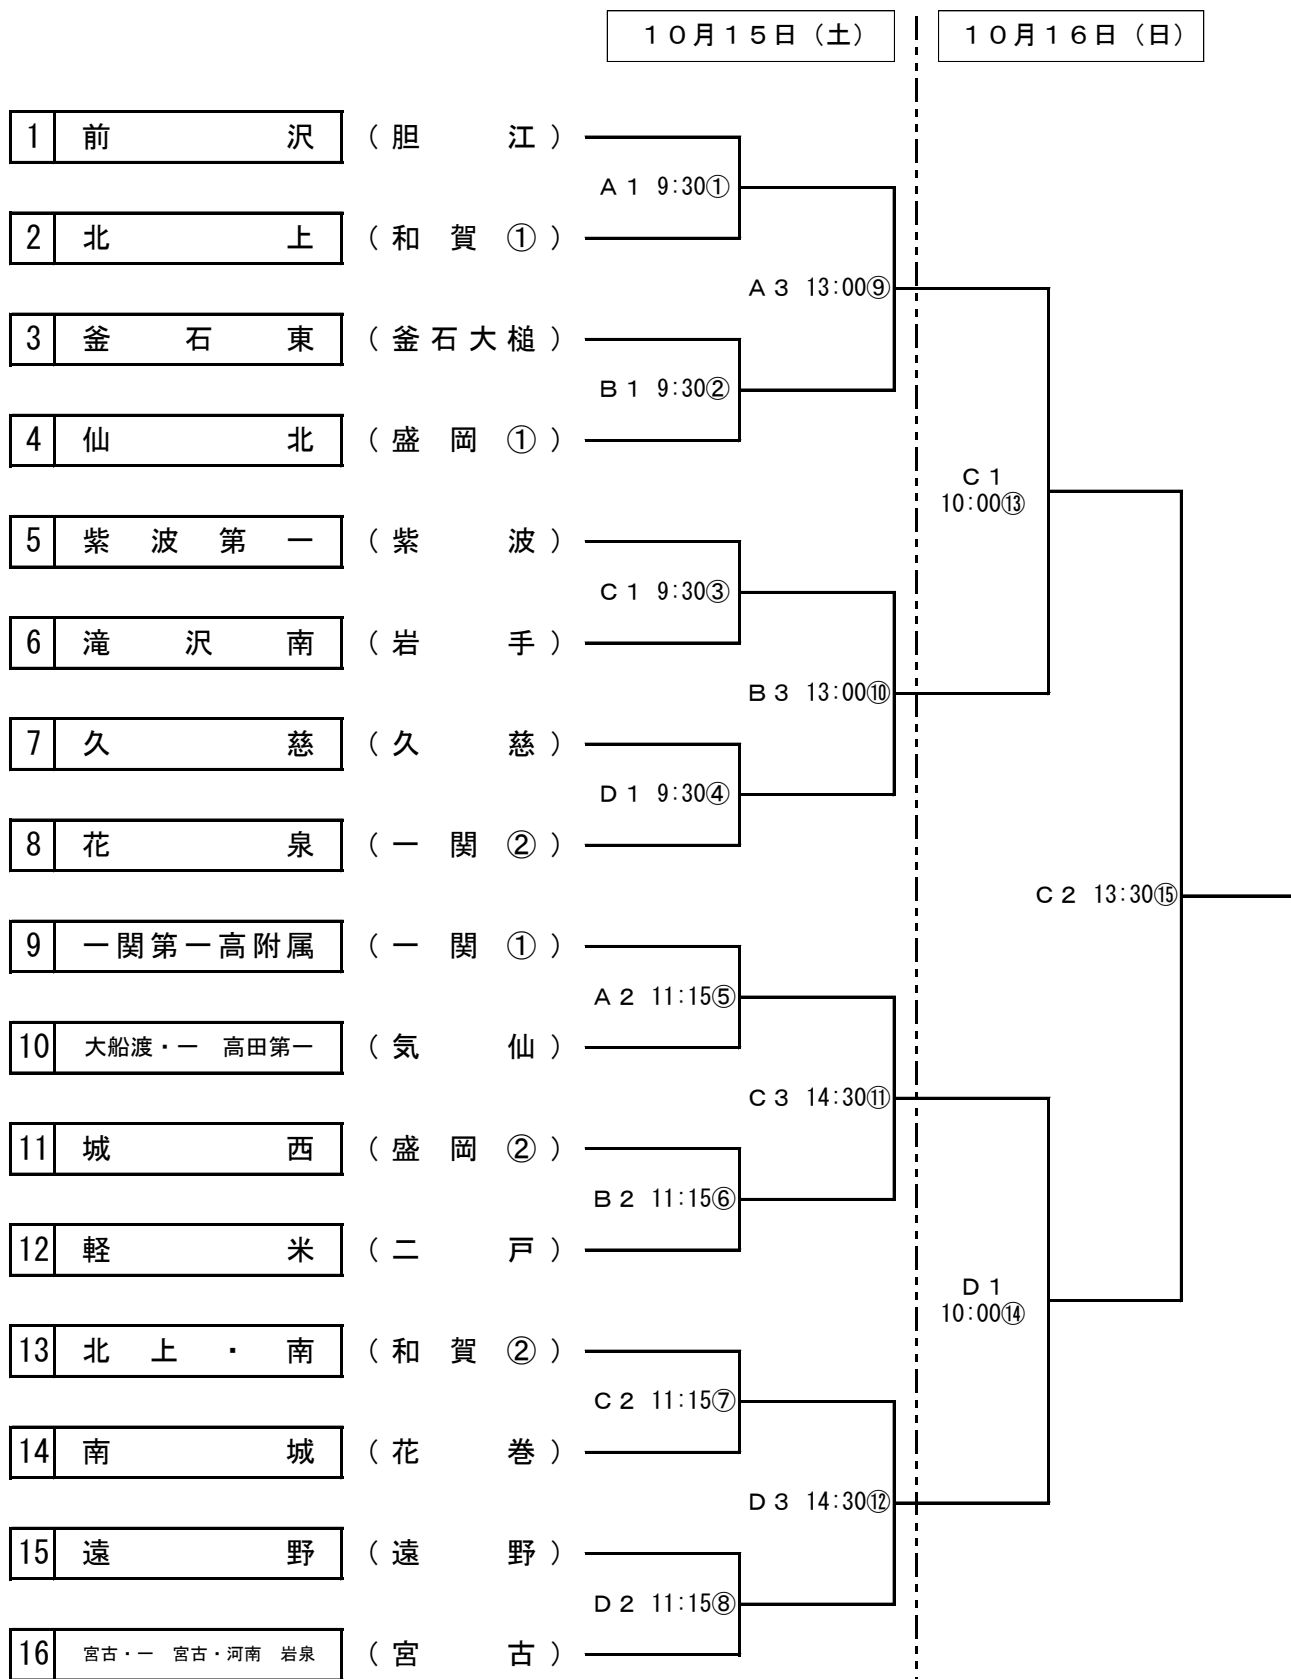 １０月１５日（土） １０月１６日（日）
1 前沢 （胆江）
A１ 9:30①
2 北上 （和賀①）
A３ 13:00⑨
3 釜石東 （釜石大槌）
B１ 9:30②
4 仙北 （盛岡①）
C１
10:00⑬
5 紫波第一 （紫波）
C１ 9:30③
6 滝沢南 （岩手）
B３ 13:00⑩
7 久慈 （久慈）
D１ 9:30④
8 花泉 （一関②）
C２ 13:30⑮
9 一関第一高附属 （一関①）
A２ 11:15⑤
10 大船渡・一　高田第一 （気仙）
C３ 14:30⑪
11 城西 （盛岡②）
B２ 11:15⑥
12 軽米 （二戸）
D１
10:00⑭
13 北上・南 （和賀②）
C２ 11:15⑦
14 南城 （花巻）
D３ 14:30⑫
15 遠野 （遠野）
D２ 11:15⑧
16 宮古・一　宮古・河南　岩泉 （宮古）